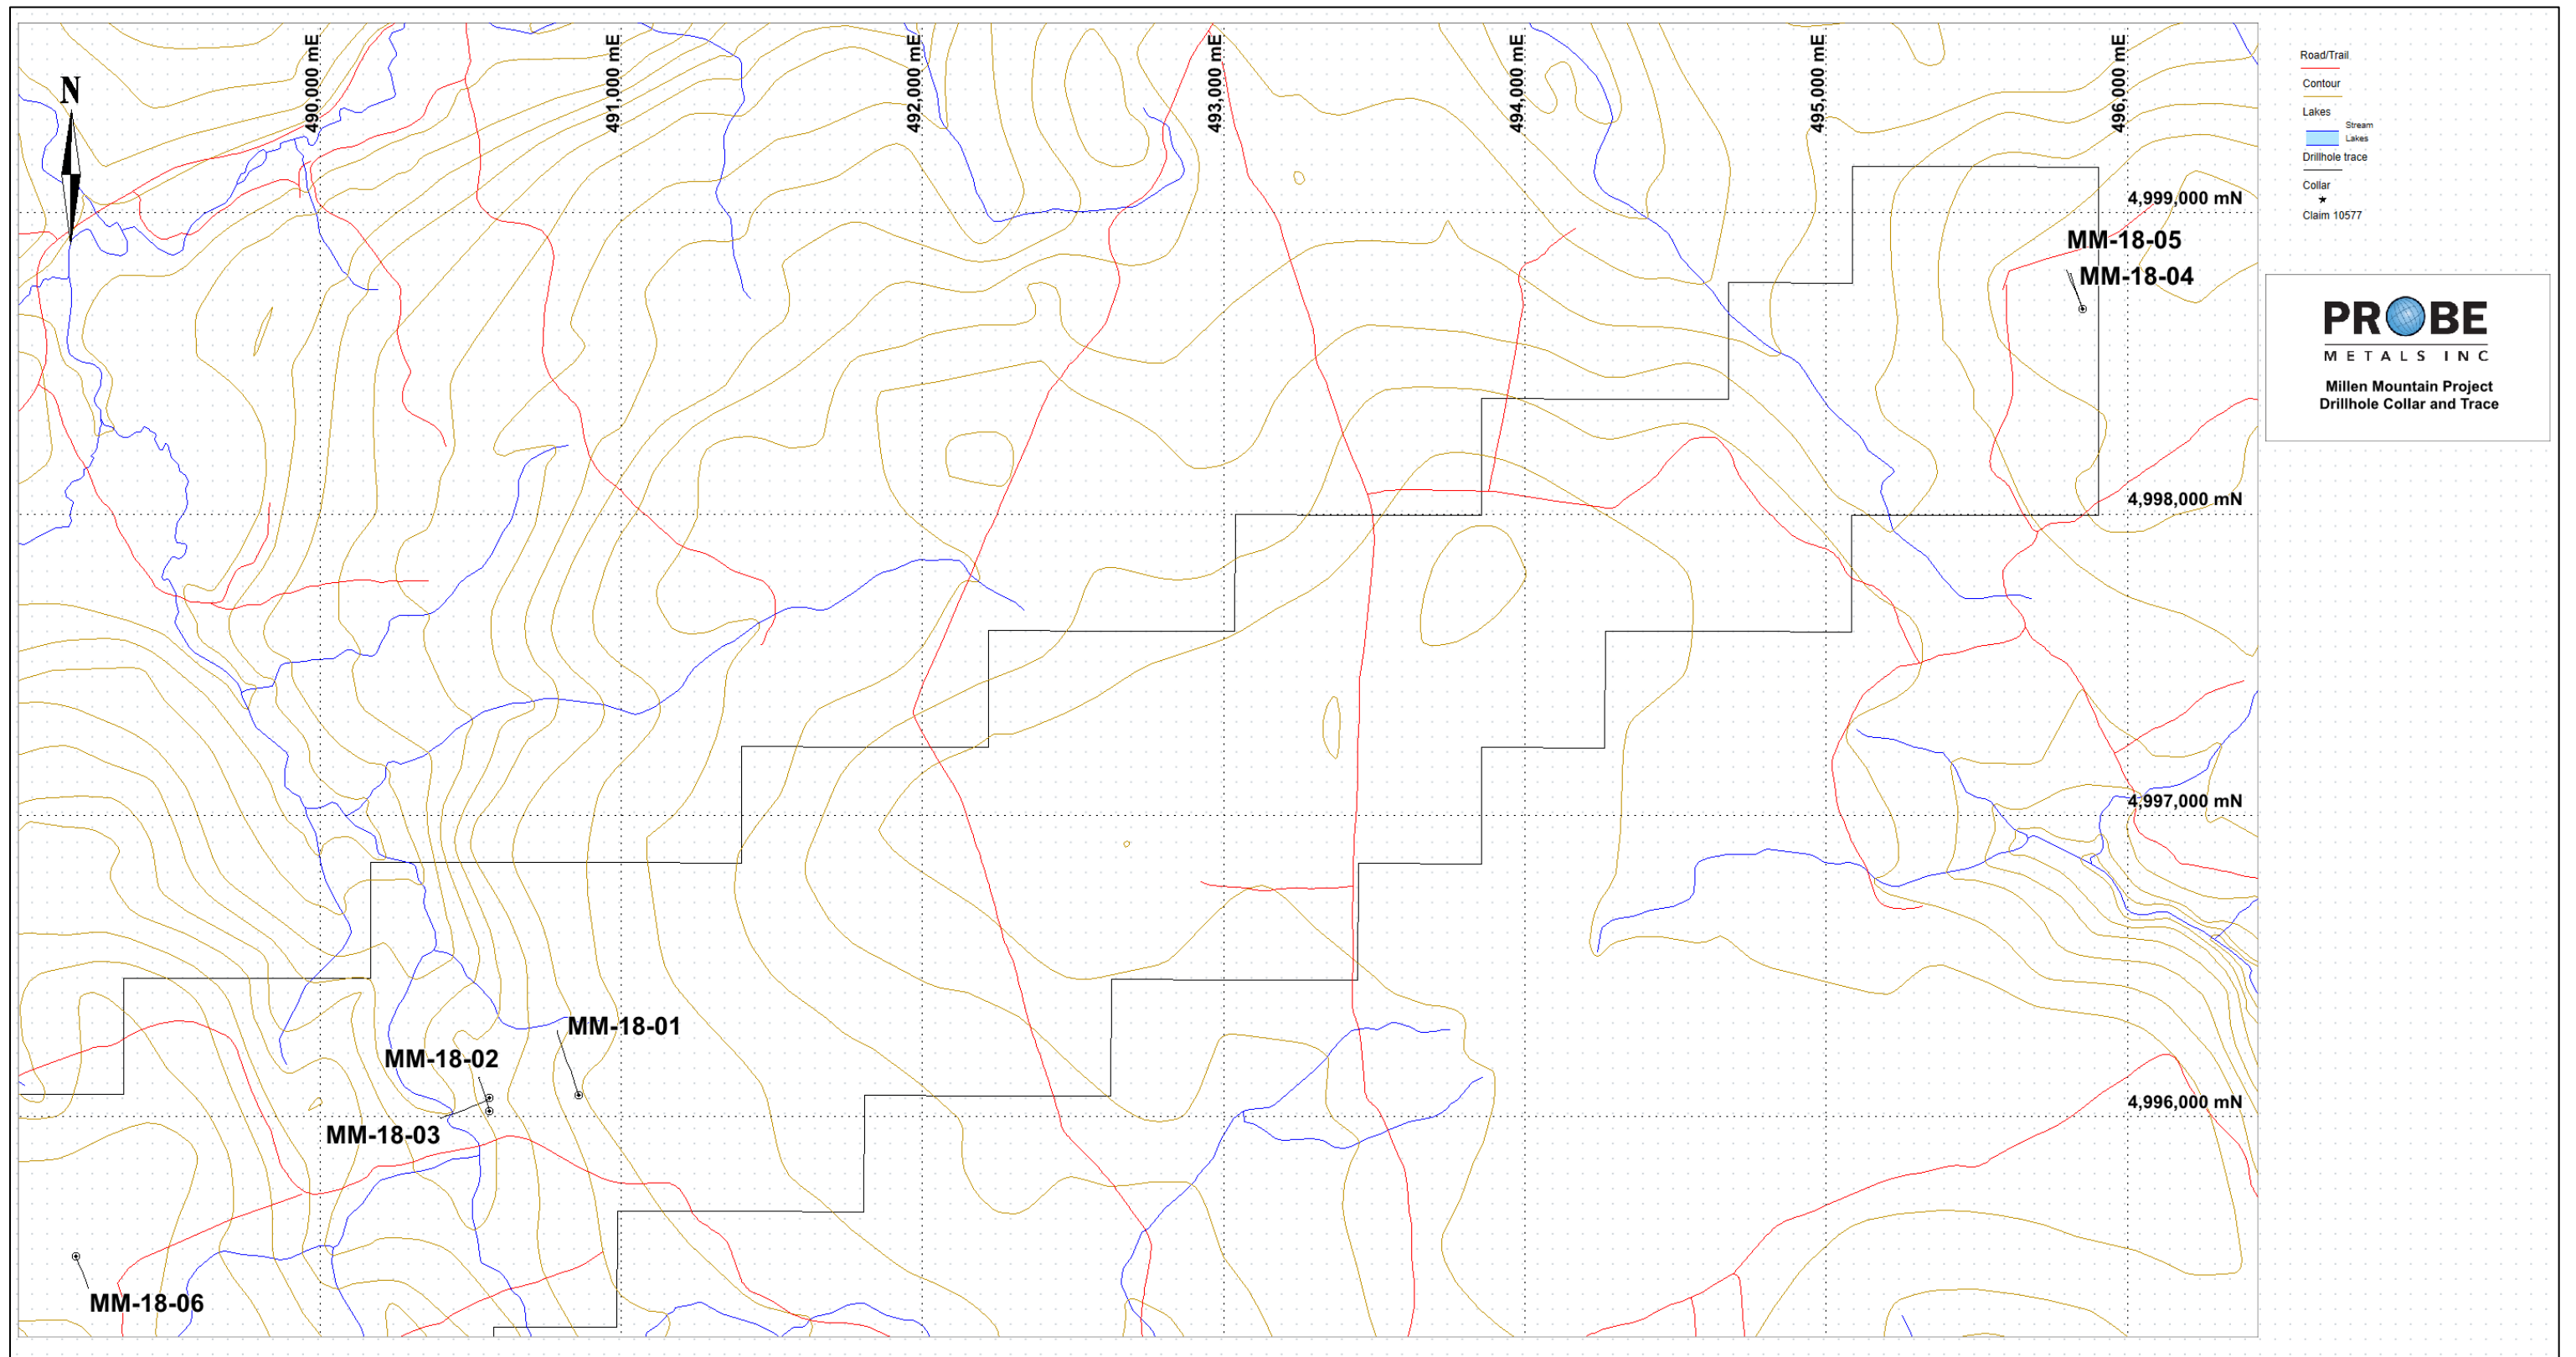 490,000 mE
491,000 mE
492,000 mE
493,000 mE
494,000 mE
495,000 mE
496,000 mE
N
Road/Trail
Contour
Lakes
Stream
Lakes
Drillhole trace
Collar
Claim 10577
4,999,000 mN
MM-18-05
MM-18-04
PROBE
METALS INC
Millen Mountain Project
Drillhole Collar and Trace
4,998,000 mN
4,997,000 mN
MM-18-01
MM-18-02
4,996,000 mN
MM-18-03
MM-18-06